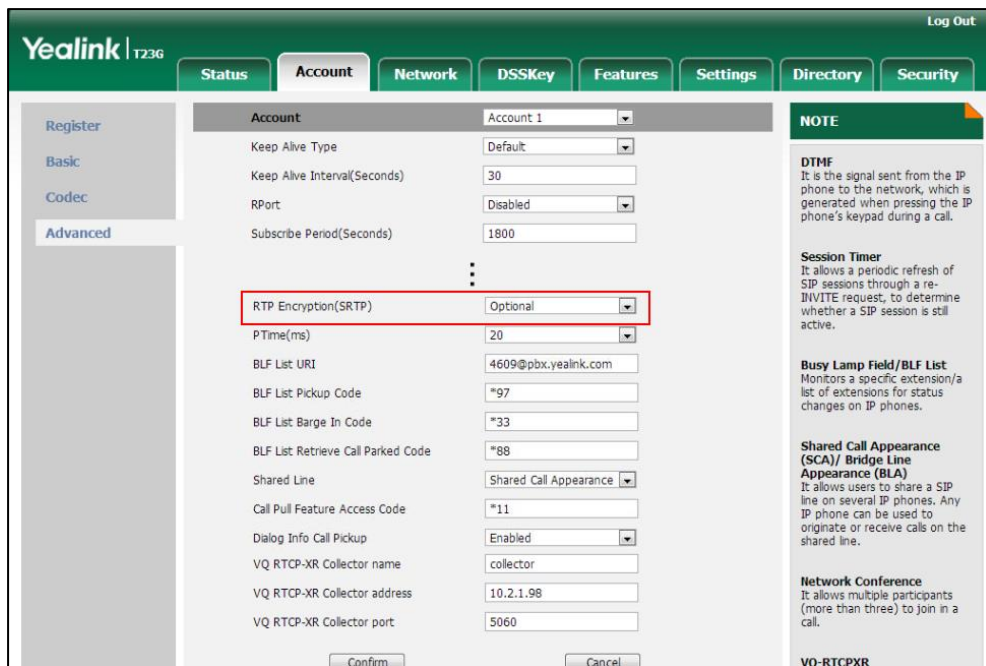 Log Out
Yealink | T23G
Status Account Network DSSKey Features Settings Directory Security
Register
Basic
Codec
Advanced
Account Account 1
Keep Alive Type Default
Keep Alive Interval(Seconds) 30
RPort Disabled
Subscribe Period(Seconds) 1800
RTP Encryption(SRTP) Optional
PTime(ms) 20
BLF List URI 4609@pbx.yealink.com
BLF List Pickup Code *97
BLF List Barge In Code *33
BLF List Retrieve Call Parked Code *88
Shared Line Shared Call Appearance
Call Pull Feature Access Code *11
Dialog Info Call Pickup Enabled
VQ RTCP-XR Collector name collector
VQ RTCP-XR Collector address 10.2.1.98
VQ RTCP-XR Collector port 5060
Confirm Cancel
NOTE
DTMF
It is the signal sent from the IP
phone to the network, which is
generated when pressing the IP
phone's keypad during a call.
Session Timer
It allows a periodic refresh of
SIP sessions through a re-
INVITE request, to determine
whether a SIP session is still
active.
Busy Lamp Field/BLF List
Monitors a specific extension/a
list of extensions for status
changes on IP phones.
Shared Call Appearance
(SCA)/ Bridge Line
Appearance (BLA)
It allows users to share a SIP
line on several IP phones. Any
IP phone can be used to
originate or receive calls on the
shared line.
Network Conference
It allows multiple participants
(more than three) to join in a
call.
VQ-RTCPXR